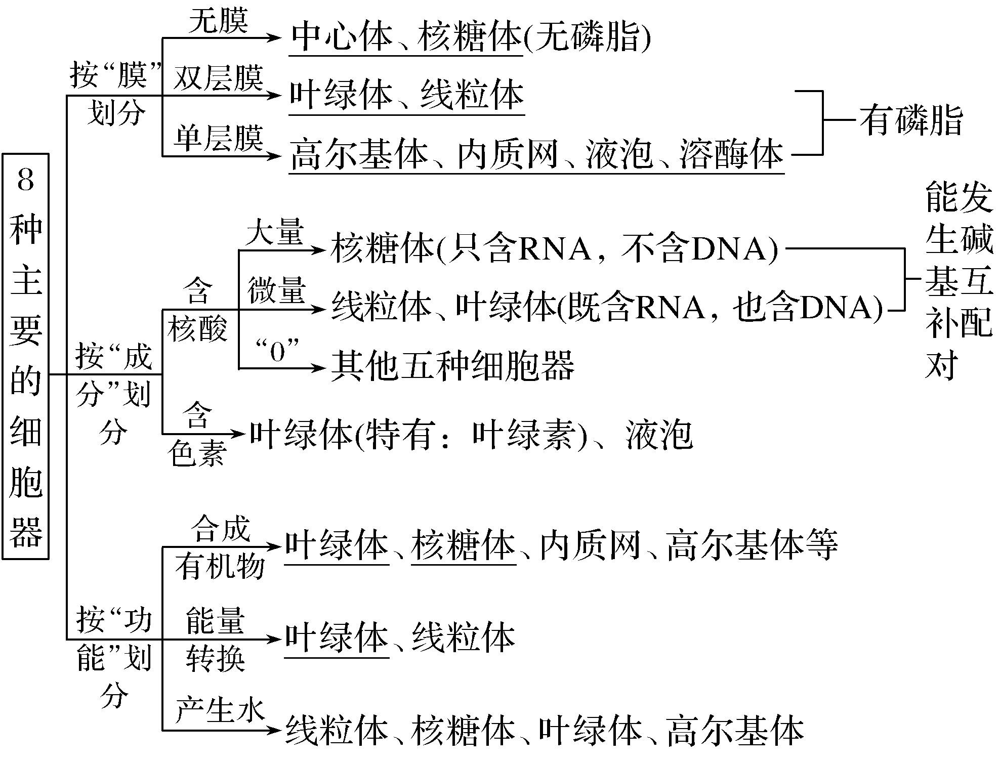 8种主要的细胞器
按“膜”划分
无膜
中心体、核糖体(无磷脂)
双层膜
叶绿体、线粒体
单层膜
高尔基体、内质网、液泡、溶酶体
有磷脂
按“成分”划分
含核酸
大量
核糖体(只含RNA，不含DNA)
微量
线粒体、叶绿体(既含RNA，也含DNA)
能发生碱基互补配对
“0”
其他五种细胞器
含色素
叶绿体(特有：叶绿素)、液泡
按“功能”划分
合成有机物
叶绿体、核糖体、内质网、高尔基体等
能量转换
叶绿体、线粒体
产生水
线粒体、核糖体、叶绿体、高尔基体